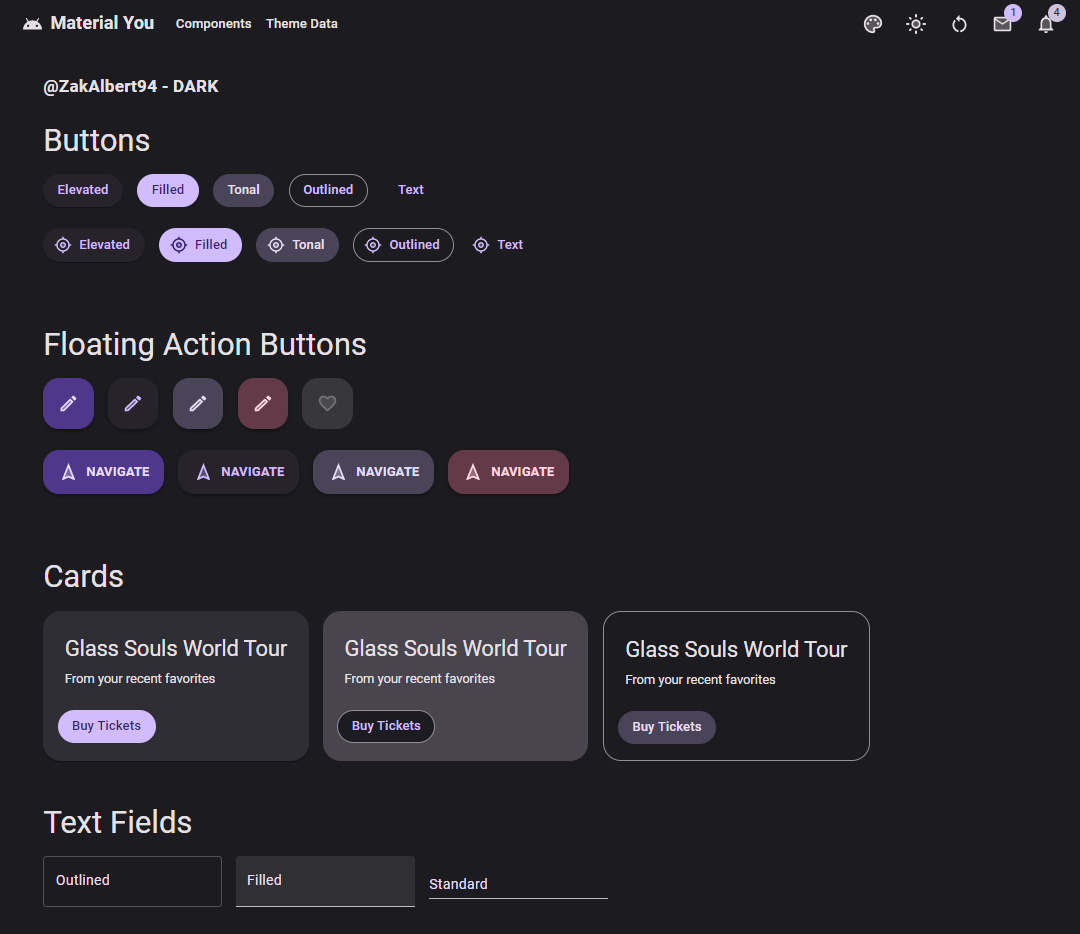 Material You Components Theme Data 1 4
@ZakAlbert94 - DARK
Buttons
Elevated Filled Tonal Outlined Text
Elevated Filled Tonal Outlined Text
Floating Action Buttons
NAVIGATE NAVIGATE NAVIGATE NAVIGATE
Cards
Glass Souls World Tour Glass Souls World Tour Glass Souls World Tour
From your recent favorites From your recent favorites From your recent favorites
Buy Tickets Buy Tickets Buy Tickets
Text Fields
Outlined Filled Standard